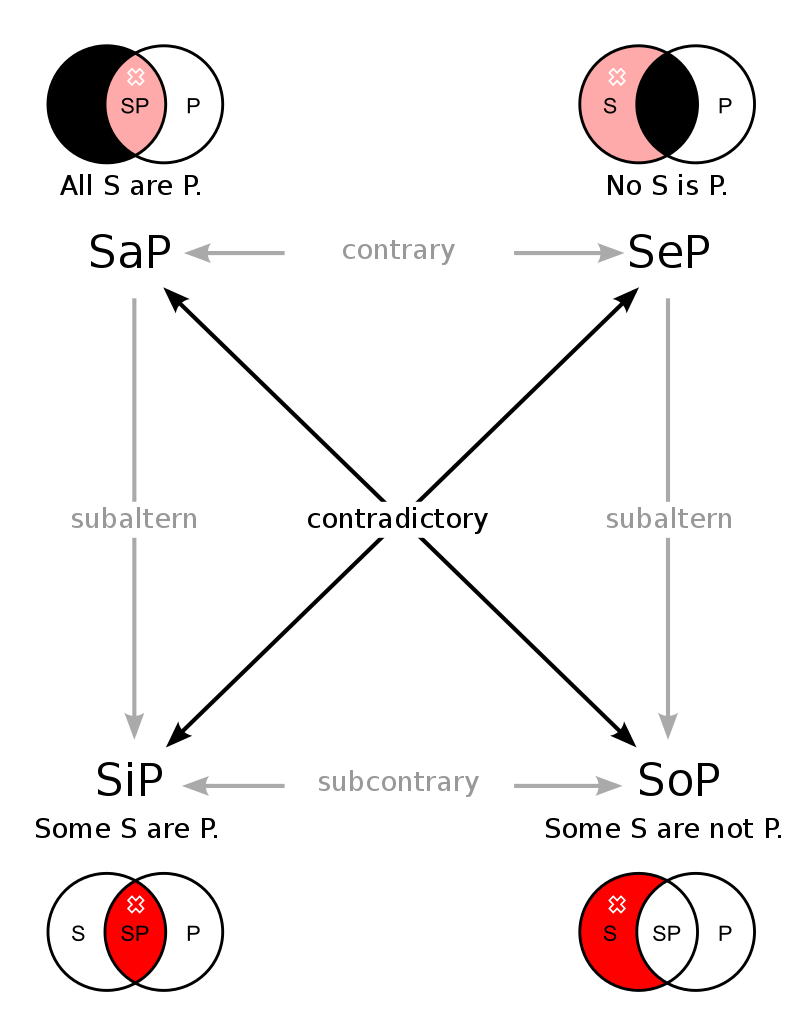 SP P
S P
All S are P.
No S is P.
SaP
contrary
SeP
subaltern
contradictory
subaltern
SiP
subcontrary
SoP
Some S are P.
Some S are not P.
S SP P
S SP P